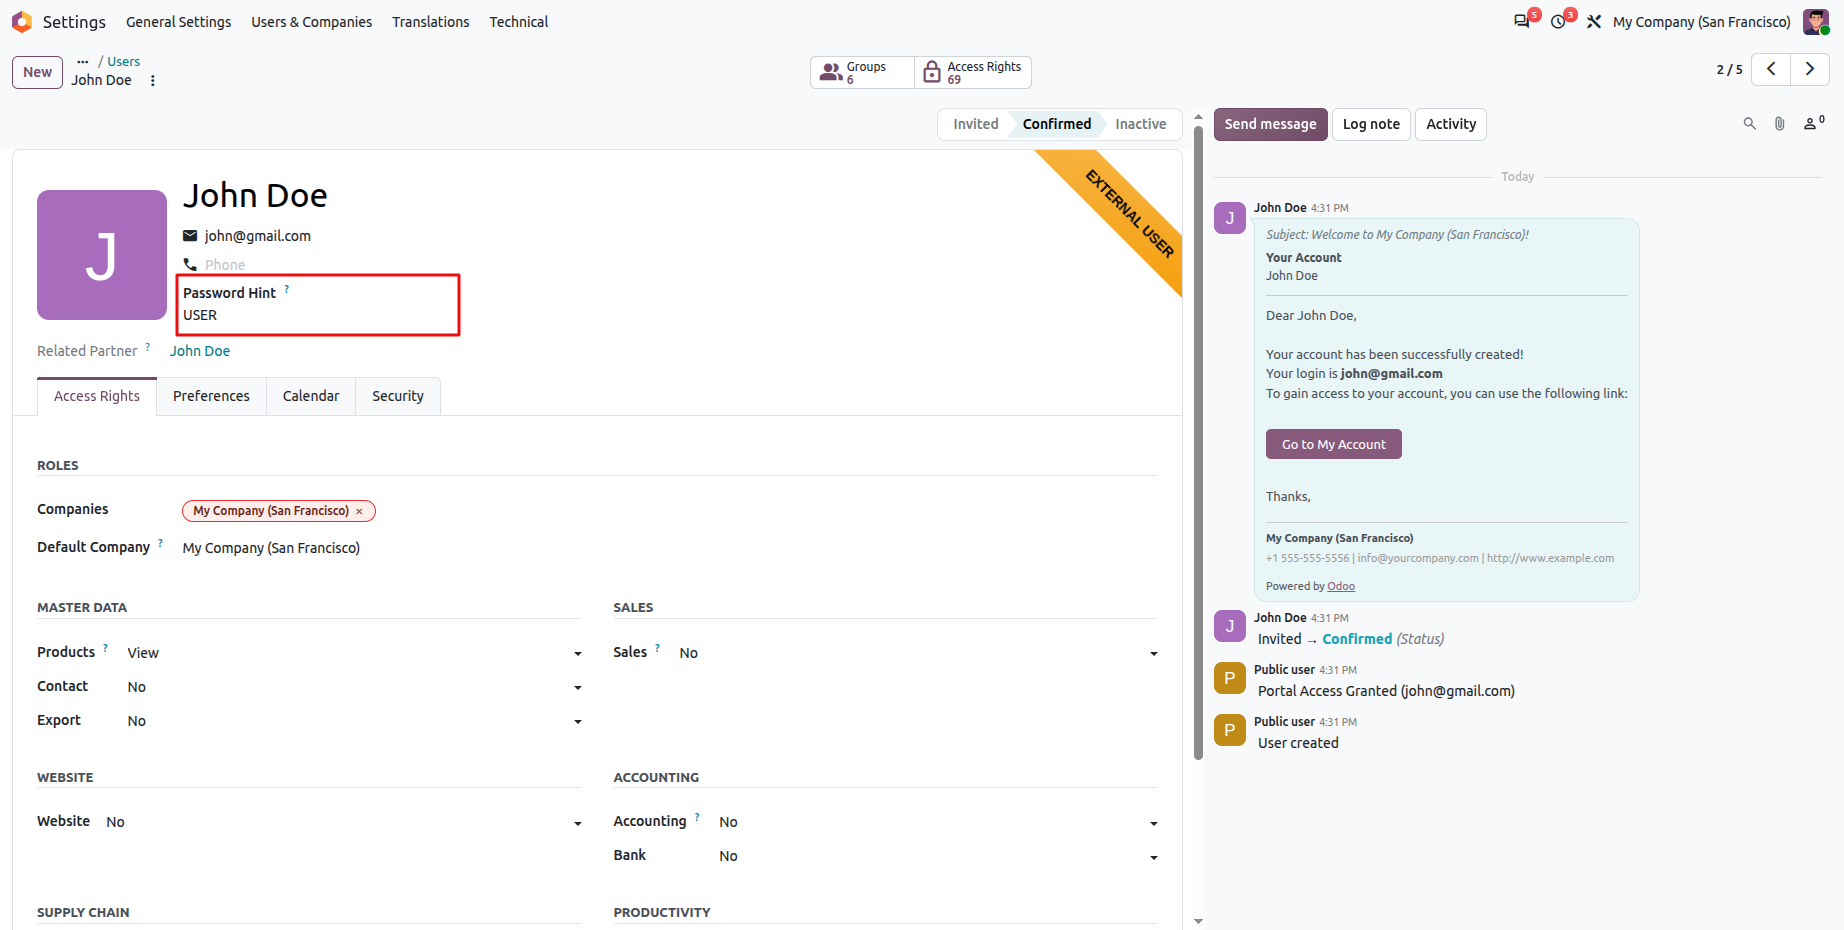 Settings General Settings Users & Companies Translations Technical 5 3 My Company (San Francisco)
New ... / Users
John Doe
Groups 6
Access Rights 69
2 / 5
Invited Confirmed Inactive
Send message Log note Activity 0
EXTERNAL USER
J
John Doe
john@gmail.com
Phone
Password Hint ?
USER
Related Partner ? John Doe
Access Rights Preferences Calendar Security
ROLES
Companies My Company (San Francisco) ×
Default Company ? My Company (San Francisco)
MASTER DATA
Products ? View
Contact No
Export No
SALES
Sales ? No
WEBSITE
Website No
ACCOUNTING
Accounting ? No
Bank No
SUPPLY CHAIN
PRODUCTIVITY
Today
J
John Doe 4:31 PM
Subject: Welcome to My Company (San Francisco)!
Your Account
John Doe
Dear John Doe,
Your account has been successfully created!
Your login is john@gmail.com
To gain access to your account, you can use the following link:
Go to My Account
Thanks,
My Company (San Francisco)
+1 555-555-5556 | info@yourcompany.com | http://www.example.com
Powered by Odoo
J
John Doe 4:31 PM
Invited → Confirmed (Status)
P
Public user 4:31 PM
Portal Access Granted (john@gmail.com)
P
Public user 4:31 PM
User created